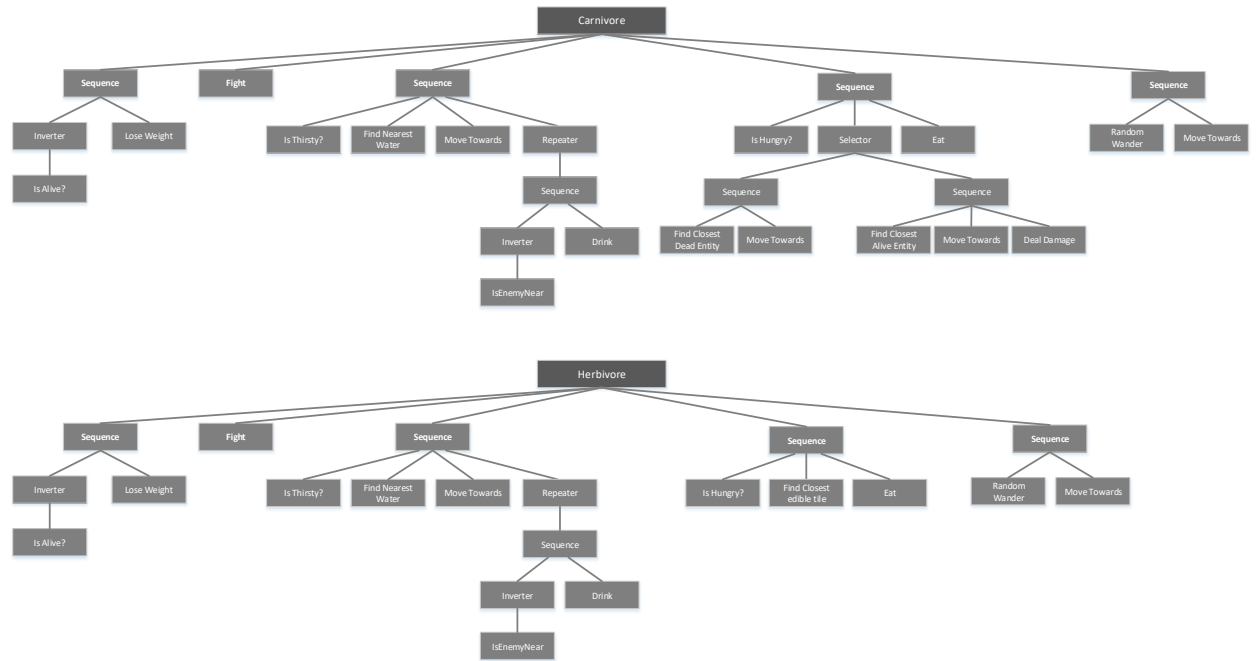 Carnivore
Sequence
Fight
Sequence
Sequence
Sequence
Inverter
Lose Weight
Is Thirsty?
Find Nearest
Water
Move Towards
Repeater
Is Hungry?
Selector
Eat
Random
Wander
Move Towards
Is Alive?
Sequence
Sequence
Sequence
Inverter
Drink
Find Closest
Dead Entity
Move Towards
Find Closest
Alive Entity
Move Towards
Deal Damage
IsEnemyNear
Herbivore
Sequence
Fight
Sequence
Sequence
Sequence
Inverter
Lose Weight
Is Thirsty?
Find Nearest
Water
Move Towards
Repeater
Is Hungry?
Find Closest
edible tile
Eat
Random
Wander
Move Towards
Is Alive?
Sequence
Inverter
Drink
IsEnemyNear